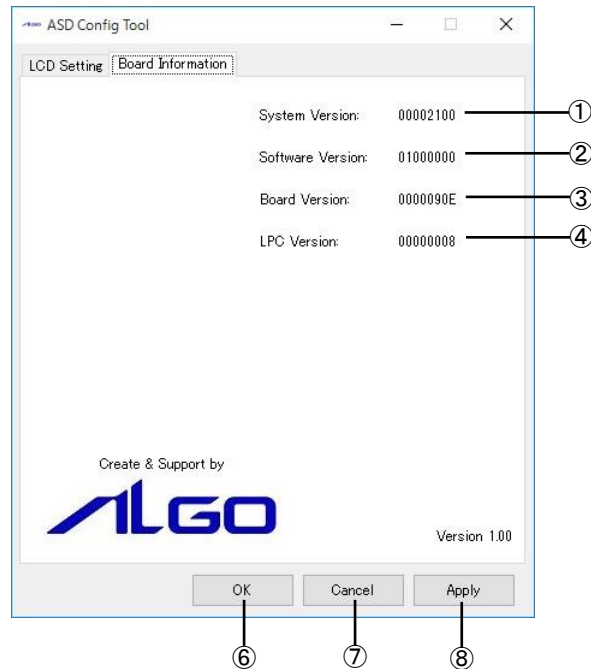 ASD Config Tool
LCD Setting Board Information
System Version: 00002100 ①
Software Version: 01000000 ②
Board Version: 0000090E ③
LPC Version: 00000008 ④
Create & Support by
ALGO
Version 1.00
OK Cancel Apply
⑥ ⑦ ⑧